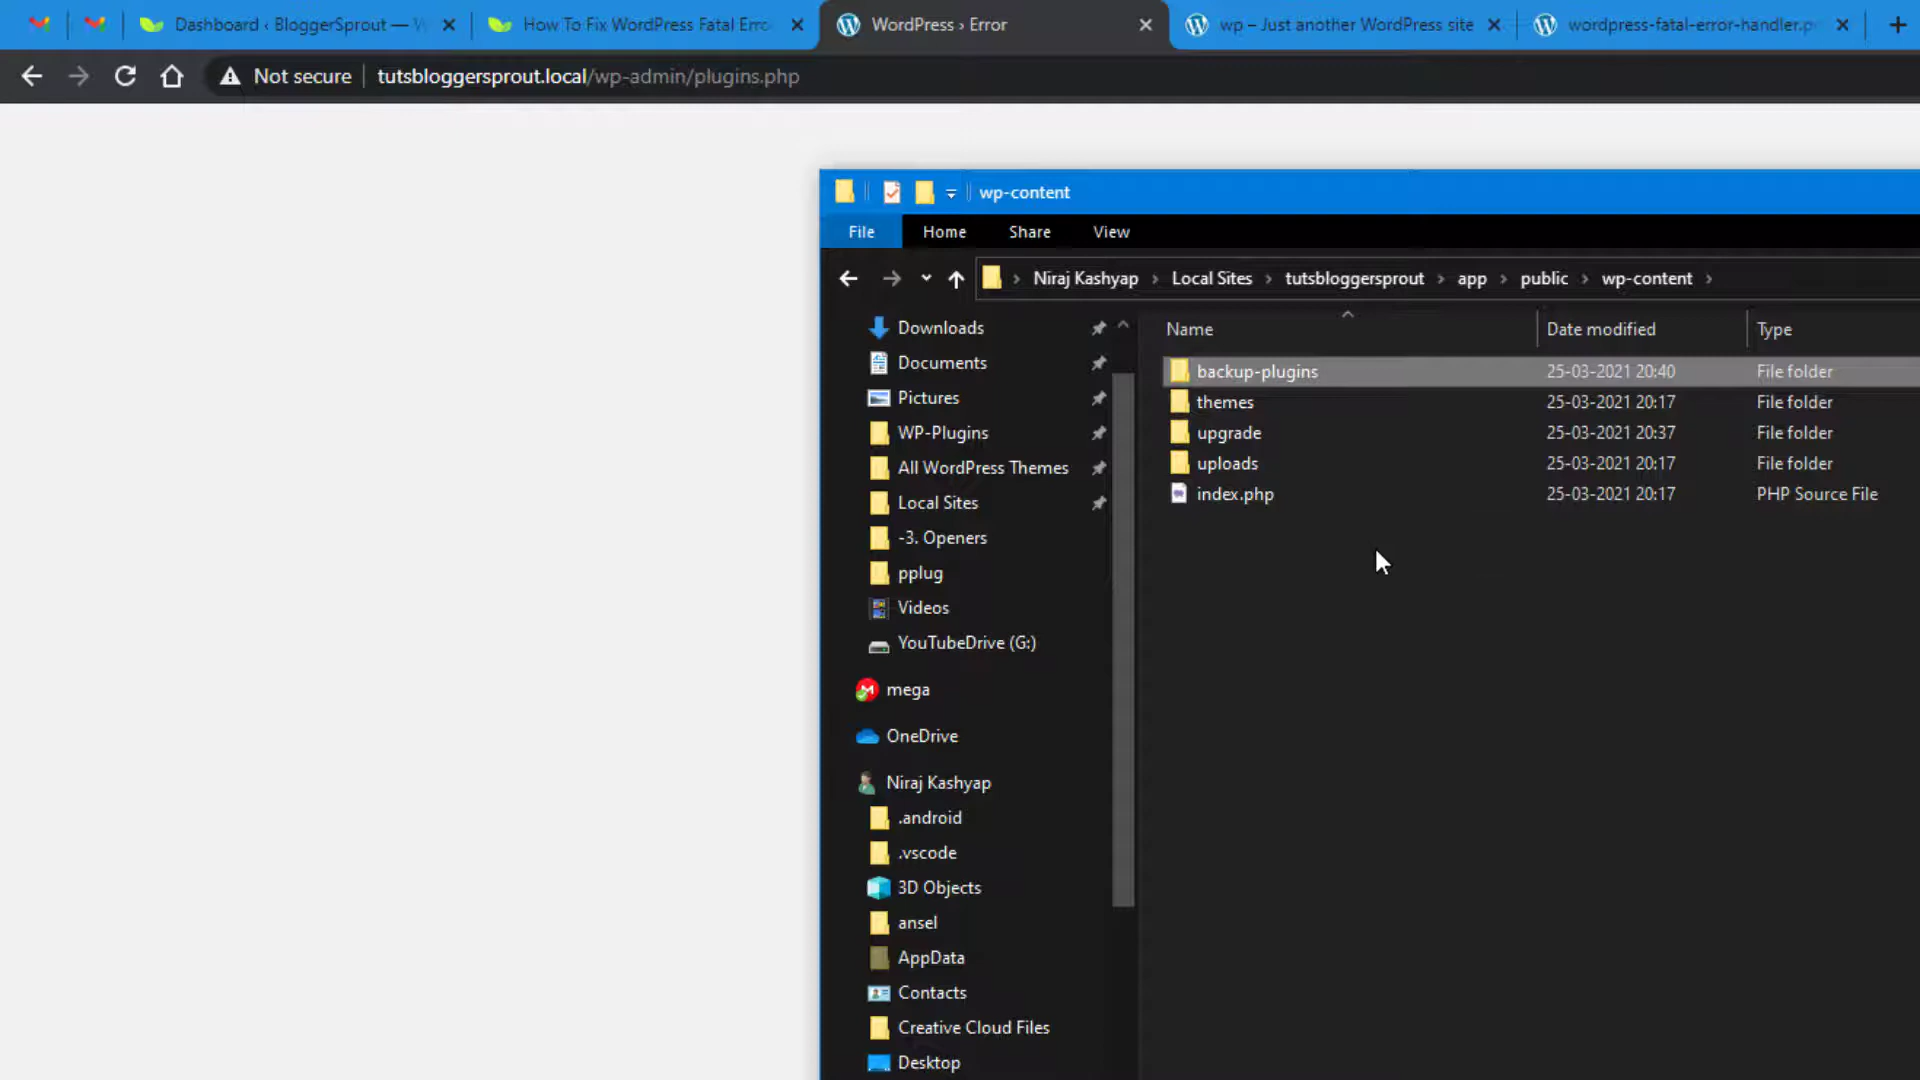 Dashboard ‹ BloggerSprout — W
How To Fix WordPress Fatal Erro
WordPress › Error
wp – Just another WordPress site
wordpress-fatal-error-handler.p
Not secure
tutsbloggersprout.local/wp-admin/plugins.php
wp-content
File Home Share View
Niraj Kashyap › Local Sites › tutsbloggersprout › app › public › wp-content ›
Name Date modified Type
backup-plugins 25-03-2021 20:40 File folder
themes 25-03-2021 20:17 File folder
upgrade 25-03-2021 20:37 File folder
uploads 25-03-2021 20:17 File folder
index.php 25-03-2021 20:17 PHP Source File
Downloads
Documents
Pictures
WP-Plugins
All WordPress Themes
Local Sites
-3. Openers
pplug
Videos
YouTubeDrive (G:)
mega
OneDrive
Niraj Kashyap
.android
.vscode
3D Objects
ansel
AppData
Contacts
Creative Cloud Files
Desktop